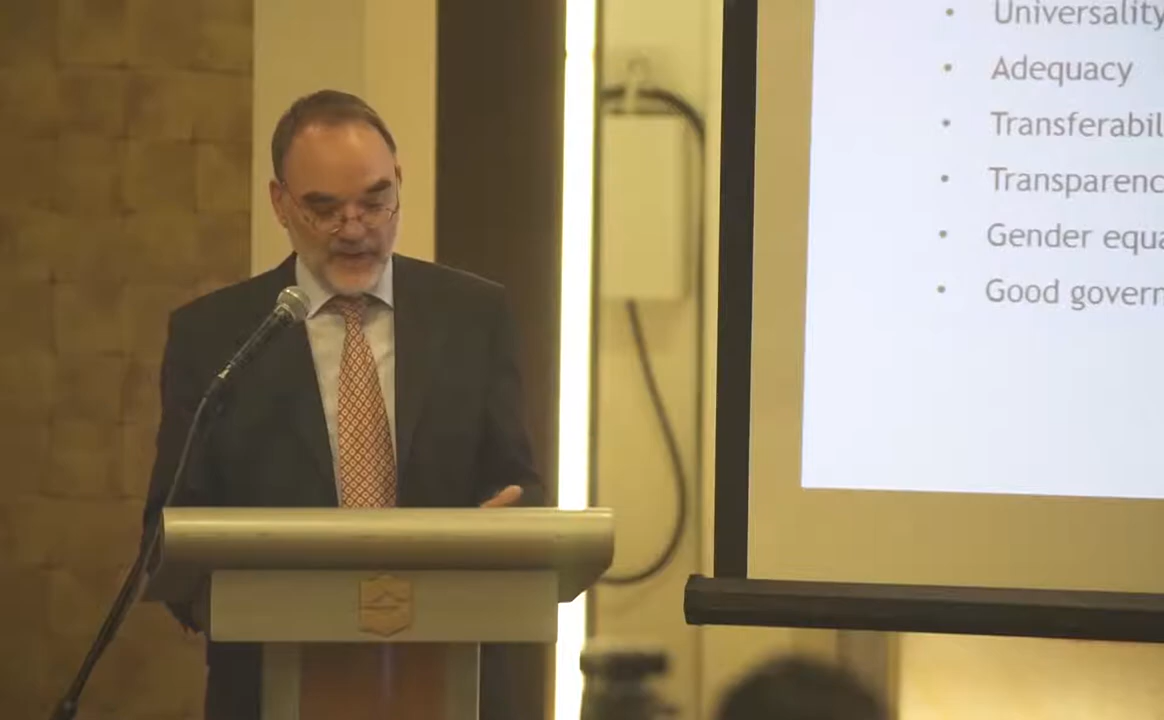 • Universality
• Adequacy
• Transferabil
• Transparenc
• Gender equa
• Good govern